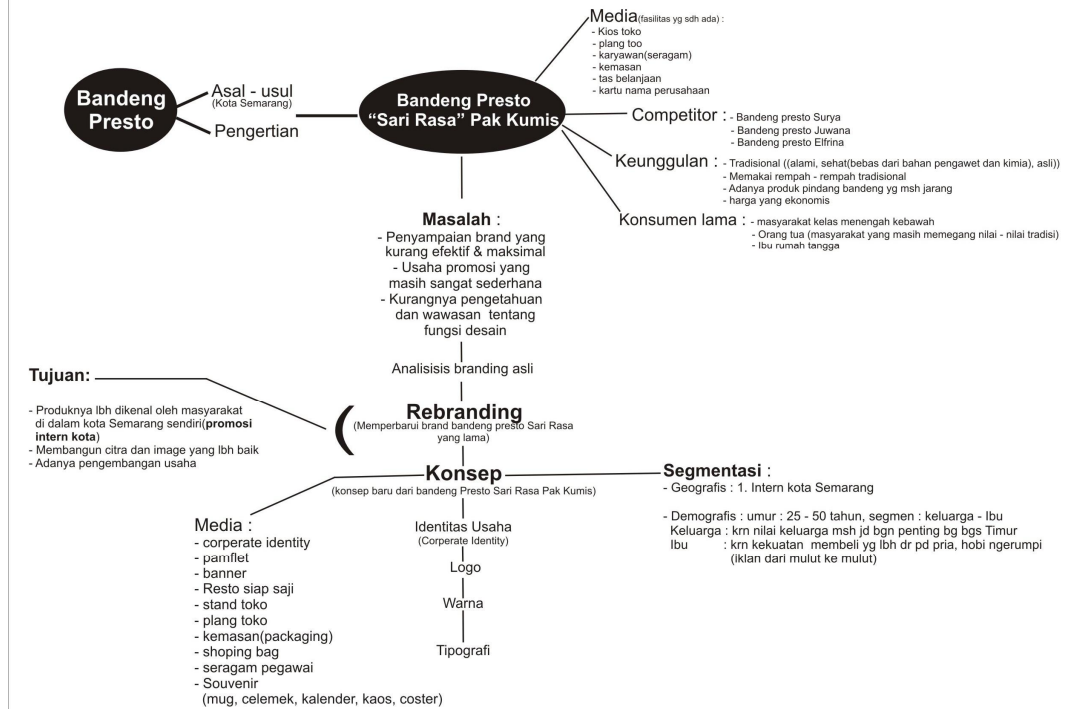 Bandeng
Presto
Asal - usul
(Kota Semarang)
Pengertian
Bandeng Presto
“Sari Rasa” Pak Kumis
Media(fasilitas yg sdh ada) :
- Kios toko
- plang too
- karyawan(seragam)
- kemasan
- tas belanjaan
- kartu nama perusahaan
Competitor : - Bandeng presto Surya
- Bandeng presto Juwana
- Bandeng presto Elfrina
Keunggulan : - Tradisional ((alami, sehat(bebas dari bahan pengawet dan kimia), asli))
- Memakai rempah - rempah tradisional
- Adanya produk pindang bandeng yg msh jarang
- harga yang ekonomis
Konsumen lama : - masyarakat kelas menengah kebawah
- Orang tua (masyarakat yang masih memegang nilai - nilai tradisi)
- Ibu rumah tangga
Masalah :
- Penyampaian brand yang
kurang efektif & maksimal
- Usaha promosi yang
masih sangat sederhana
- Kurangnya pengetahuan
dan wawasan tentang
fungsi desain
Analisisis branding asli
Tujuan:
- Produknya lbh dikenal oleh masyarakat
di dalam kota Semarang sendiri(promosi
intern kota)
- Membangun citra dan image yang lbh baik
- Adanya pengembangan usaha
Rebranding
(Memperbarui brand bandeng presto Sari Rasa
yang lama)
Konsep
(konsep baru dari bandeng Presto Sari Rasa Pak Kumis)
Segmentasi :
- Geografis : 1. Intern kota Semarang
- Demografis : umur : 25 - 50 tahun, segmen : keluarga - Ibu
Keluarga : krn nilai keluarga msh jd bgn penting bg bgs Timur
Ibu : krn kekuatan membeli yg lbh dr pd pria, hobi ngerumpi
(iklan dari mulut ke mulut)
Media :
- corperate identity
- pamflet
- banner
- Resto siap saji
- stand toko
- plang toko
- kemasan(packaging)
- shoping bag
- seragam pegawai
- Souvenir
(mug, celemek, kalender, kaos, coster)
Identitas Usaha
(Corperate Identity)
Logo
Warna
Tipografi